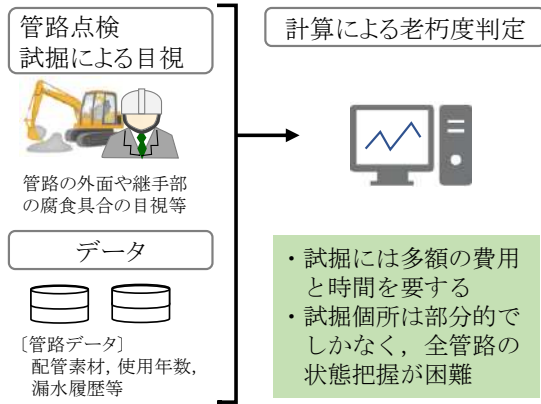 管路点検
試掘による目視
管路の外面や継手部
の腐食具合の目視等
データ
〔管路データ〕
配管素材, 使用年数,
漏水履歴等
計算による老朽度判定
・試掘には多額の費用
と時間を要する
・試掘個所は部分的で
しかなく，全管路の
状態把握が困難